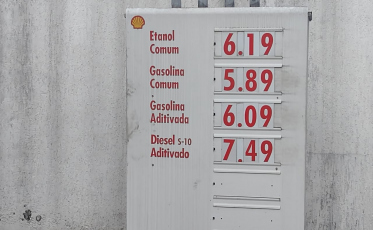 Etanol 6.19
Comum
Gasolina 5.89
Comum
Gasolina 6.09
Aditivada
Diesel S-10 7.49
Aditivado